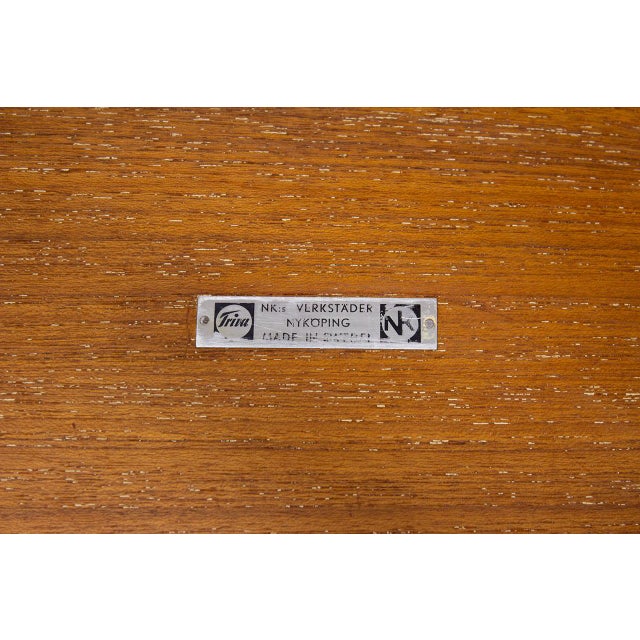 Triva
NK:s VERKSTÄDER
NYKÖPING
MADE IN SWEDEN
NK